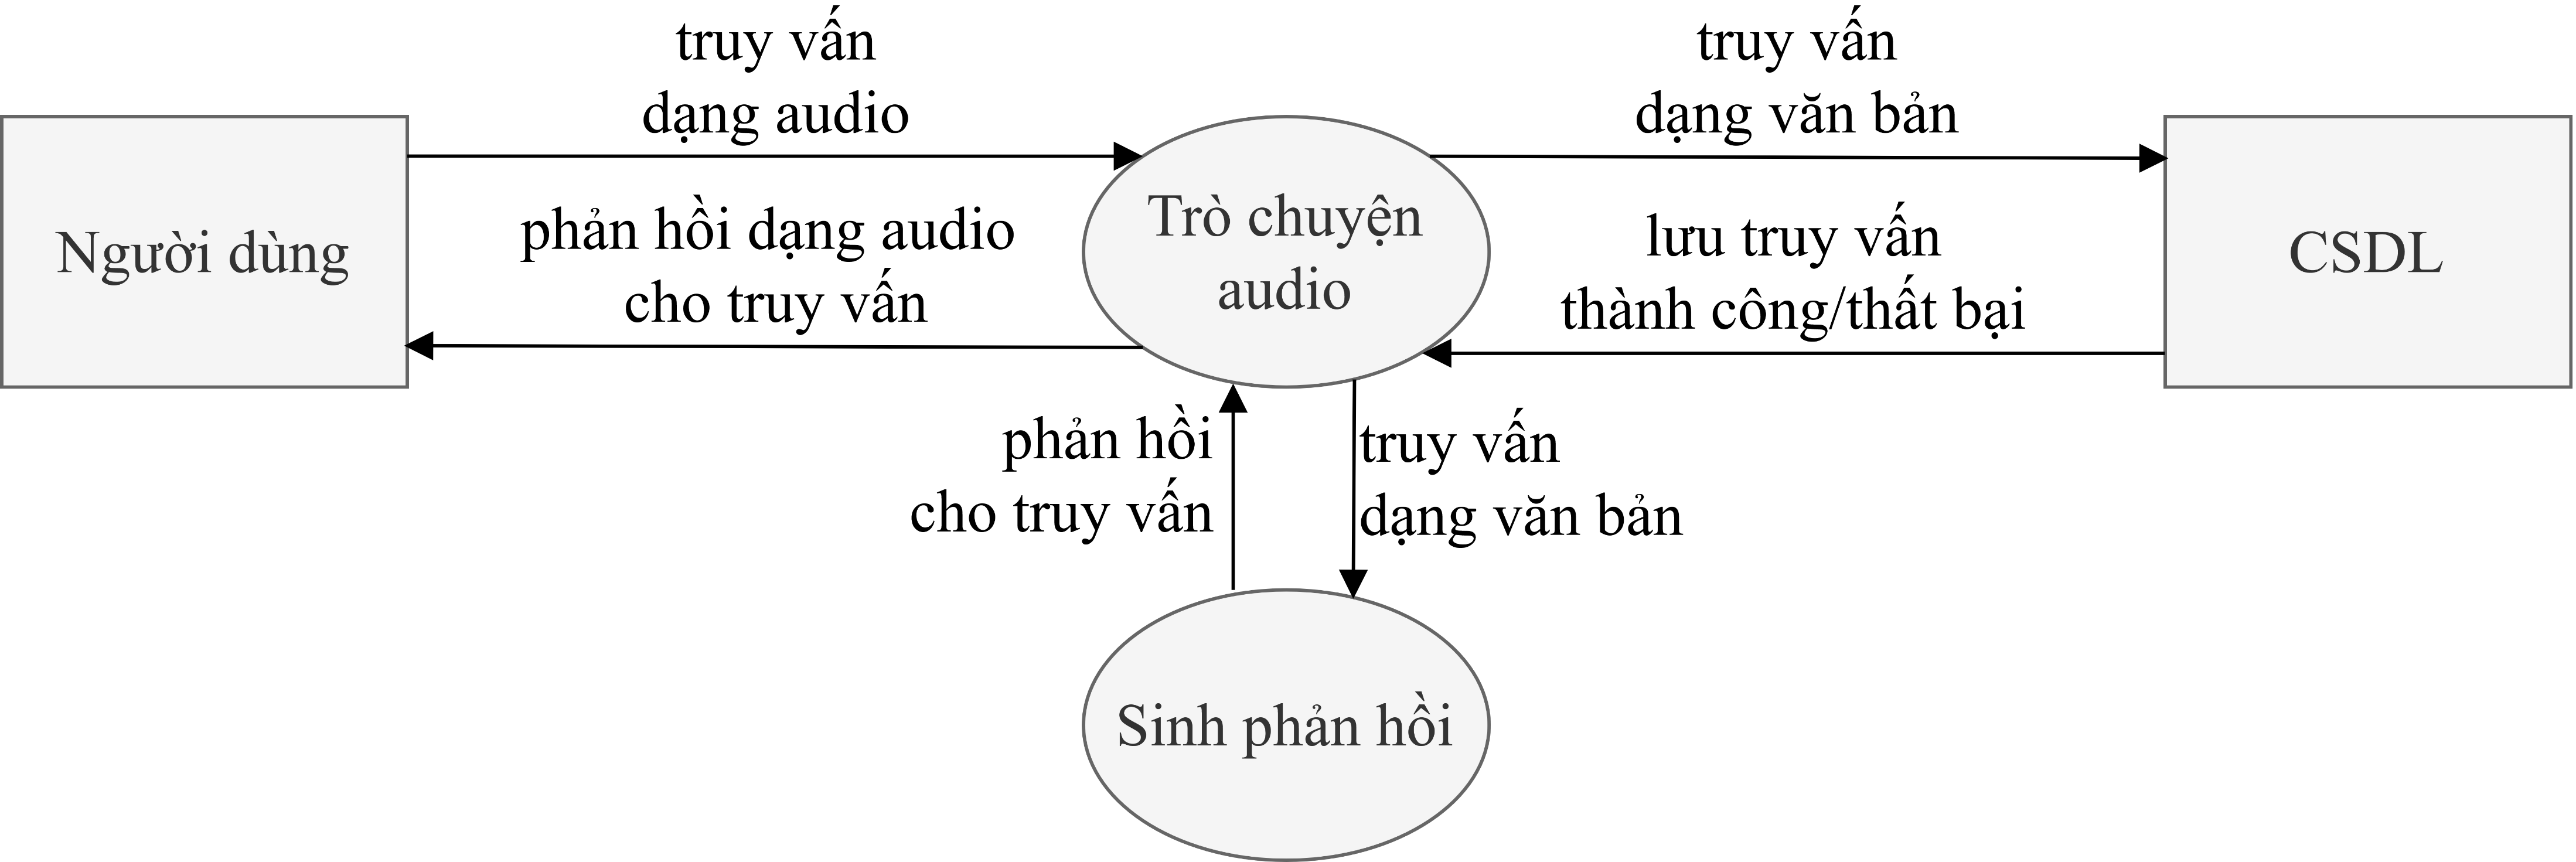 truy vấn
dạng audio
truy vấn
dạng văn bản
Người dùng
phản hồi dạng audio
cho truy vấn
Trò chuyện
audio
lưu truy vấn
thành công/thất bại
CSDL
phản hồi
cho truy vấn
truy vấn
dạng văn bản
Sinh phản hồi